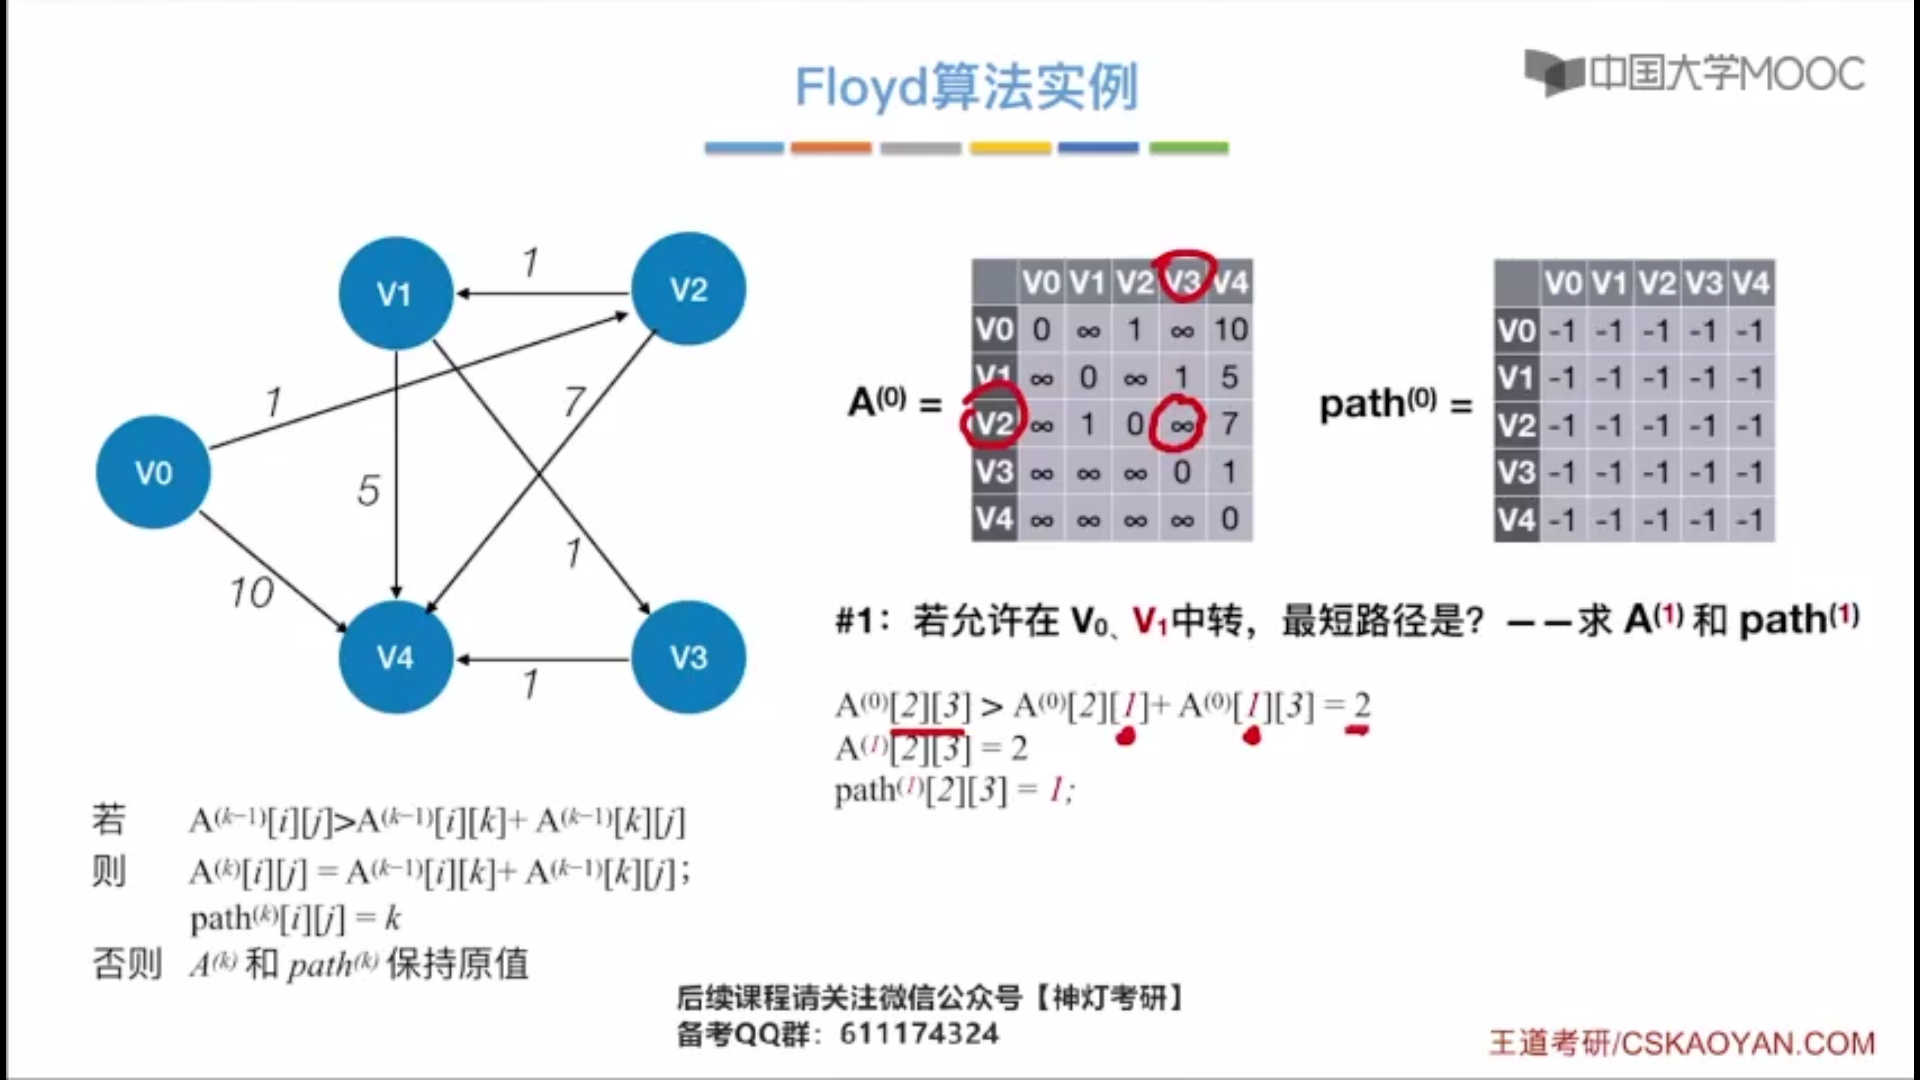 Floyd算法实例
中国大学MOOC
V1
1
V2
1
7
V0
5
1
10
V4
1
V3
A(0) =
V0 V1 V2 V3 V4
V0 0 ∞ 1 ∞ 10
V1 ∞ 0 ∞ 1 5
V2 ∞ 1 0 ∞ 7
V3 ∞ ∞ ∞ 0 1
V4 ∞ ∞ ∞ ∞ 0
path(0) =
V0 V1 V2 V3 V4
V0 -1 -1 -1 -1 -1
V1 -1 -1 -1 -1 -1
V2 -1 -1 -1 -1 -1
V3 -1 -1 -1 -1 -1
V4 -1 -1 -1 -1 -1
#1：若允许在 V0、V1中转，最短路径是？——求 A(1) 和 path(1)
A(0)[2][3] > A(0)[2][1]+ A(0)[1][3] = 2
A(1)[2][3] = 2
path(1)[2][3] = 1;
若 A(k−1)[i][j]>A(k−1)[i][k]+ A(k−1)[k][j]
则 A(k)[i][j] = A(k−1)[i][k]+ A(k−1)[k][j];
path(k)[i][j] = k
否则 A(k) 和 path(k) 保持原值
后续课程请关注微信公众号【神灯考研】
备考QQ群：611174324
王道考研/CSKAOYAN.COM